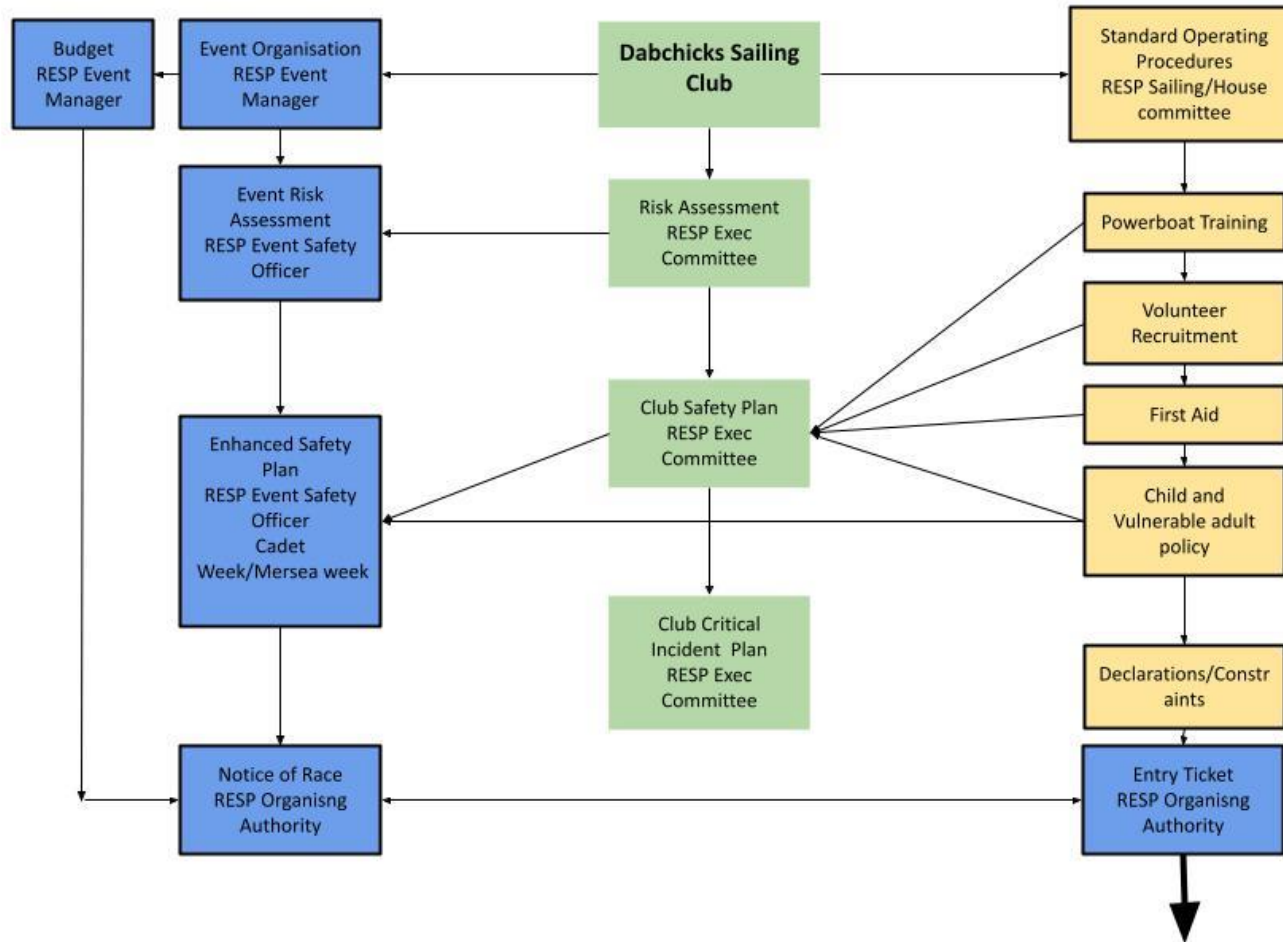 Budget
RESP Event
Manager
Event Organisation
RESP Event
Manager
Dabchicks Sailing
Club
Standard Operating
Procedures
RESP Sailing/House
committee
Event Risk
Assessment
RESP Event Safety
Officer
Risk Assessment
RESP Exec
Committee
Powerboat Training
Volunteer
Recruitment
Club Safety Plan
RESP Exec
Committee
First Aid
Enhanced Safety
Plan
RESP Event Safety
Officer
Cadet
Week/Mersea week
Child and
Vulnerable adult
policy
Club Critical
Incident Plan
RESP Exec
Committee
Declarations/Constr
aints
Notice of Race
RESP Organisng
Authority
Entry Ticket
RESP Organisng
Authority